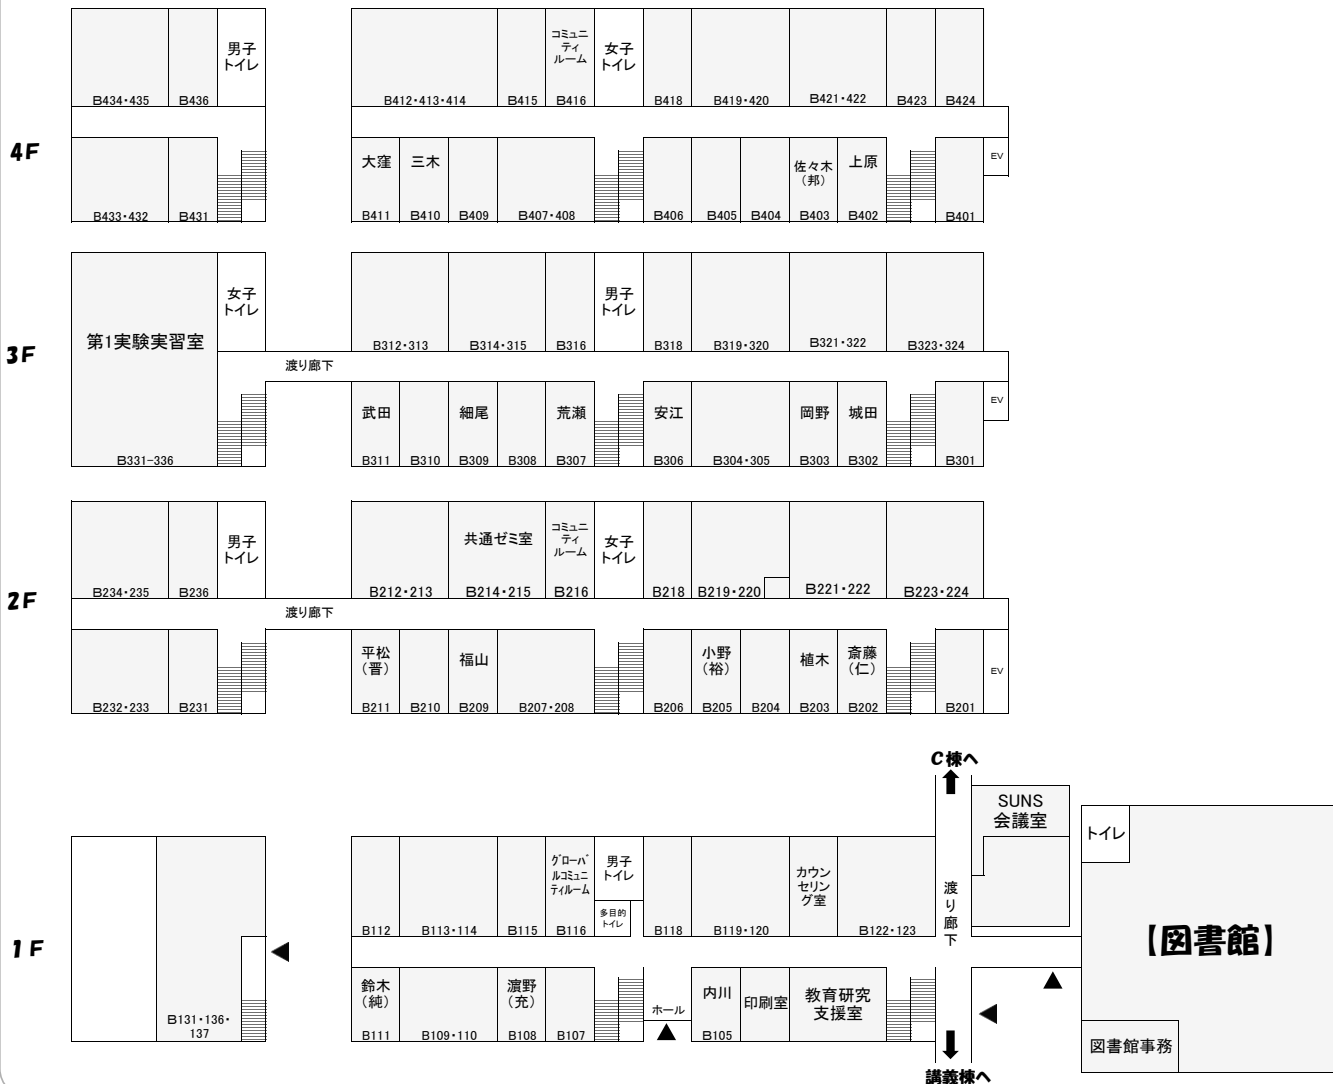 男子
トイレ
コミュニ
ティ
ルーム
女子
トイレ
B434・435
B436
B412・413・414
B415
B416
B418
B419・420
B421・422
B423
B424
4F
大窪
三木
佐々木
（邦）
上原
EV
B433・432
B431
B411
B410
B409
B407・408
B406
B405
B404
B403
B402
B401
女子
トイレ
男子
トイレ
第1実験実習室
B312・313
B314・315
B316
B318
B319・320
B321・322
B323・324
3F
渡り廊下
武田
細尾
荒瀬
安江
岡野
城田
EV
B331-336
B311
B310
B309
B308
B307
B306
B304・305
B303
B302
B301
男子
トイレ
共通ゼミ室
コミュニ
ティ
ルーム
女子
トイレ
B234・235
B236
B212・213
B214・215
B216
B218
B219・220
B221・222
B223・224
2F
渡り廊下
平松
（晋）
福山
小野
（裕）
植木
斎藤
（仁）
EV
B232・233
B231
B211
B210
B209
B207・208
B206
B205
B204
B203
B202
B201
C棟へ
SUNS
会議室
トイレ
グローバ
ルコミュニ
ティルーム
男子
トイレ
多目的
トイレ
カウン
セリン
グ室
渡り廊下
B112
B113・114
B115
B116
B118
B119・120
B122・123
1F
【図書館】
鈴木
（純）
濵野
（充）
ホール
内川
印刷室
教育研究
支援室
B131・136・
137
B111
B109・110
B108
B107
B105
図書館事務
講義棟へ